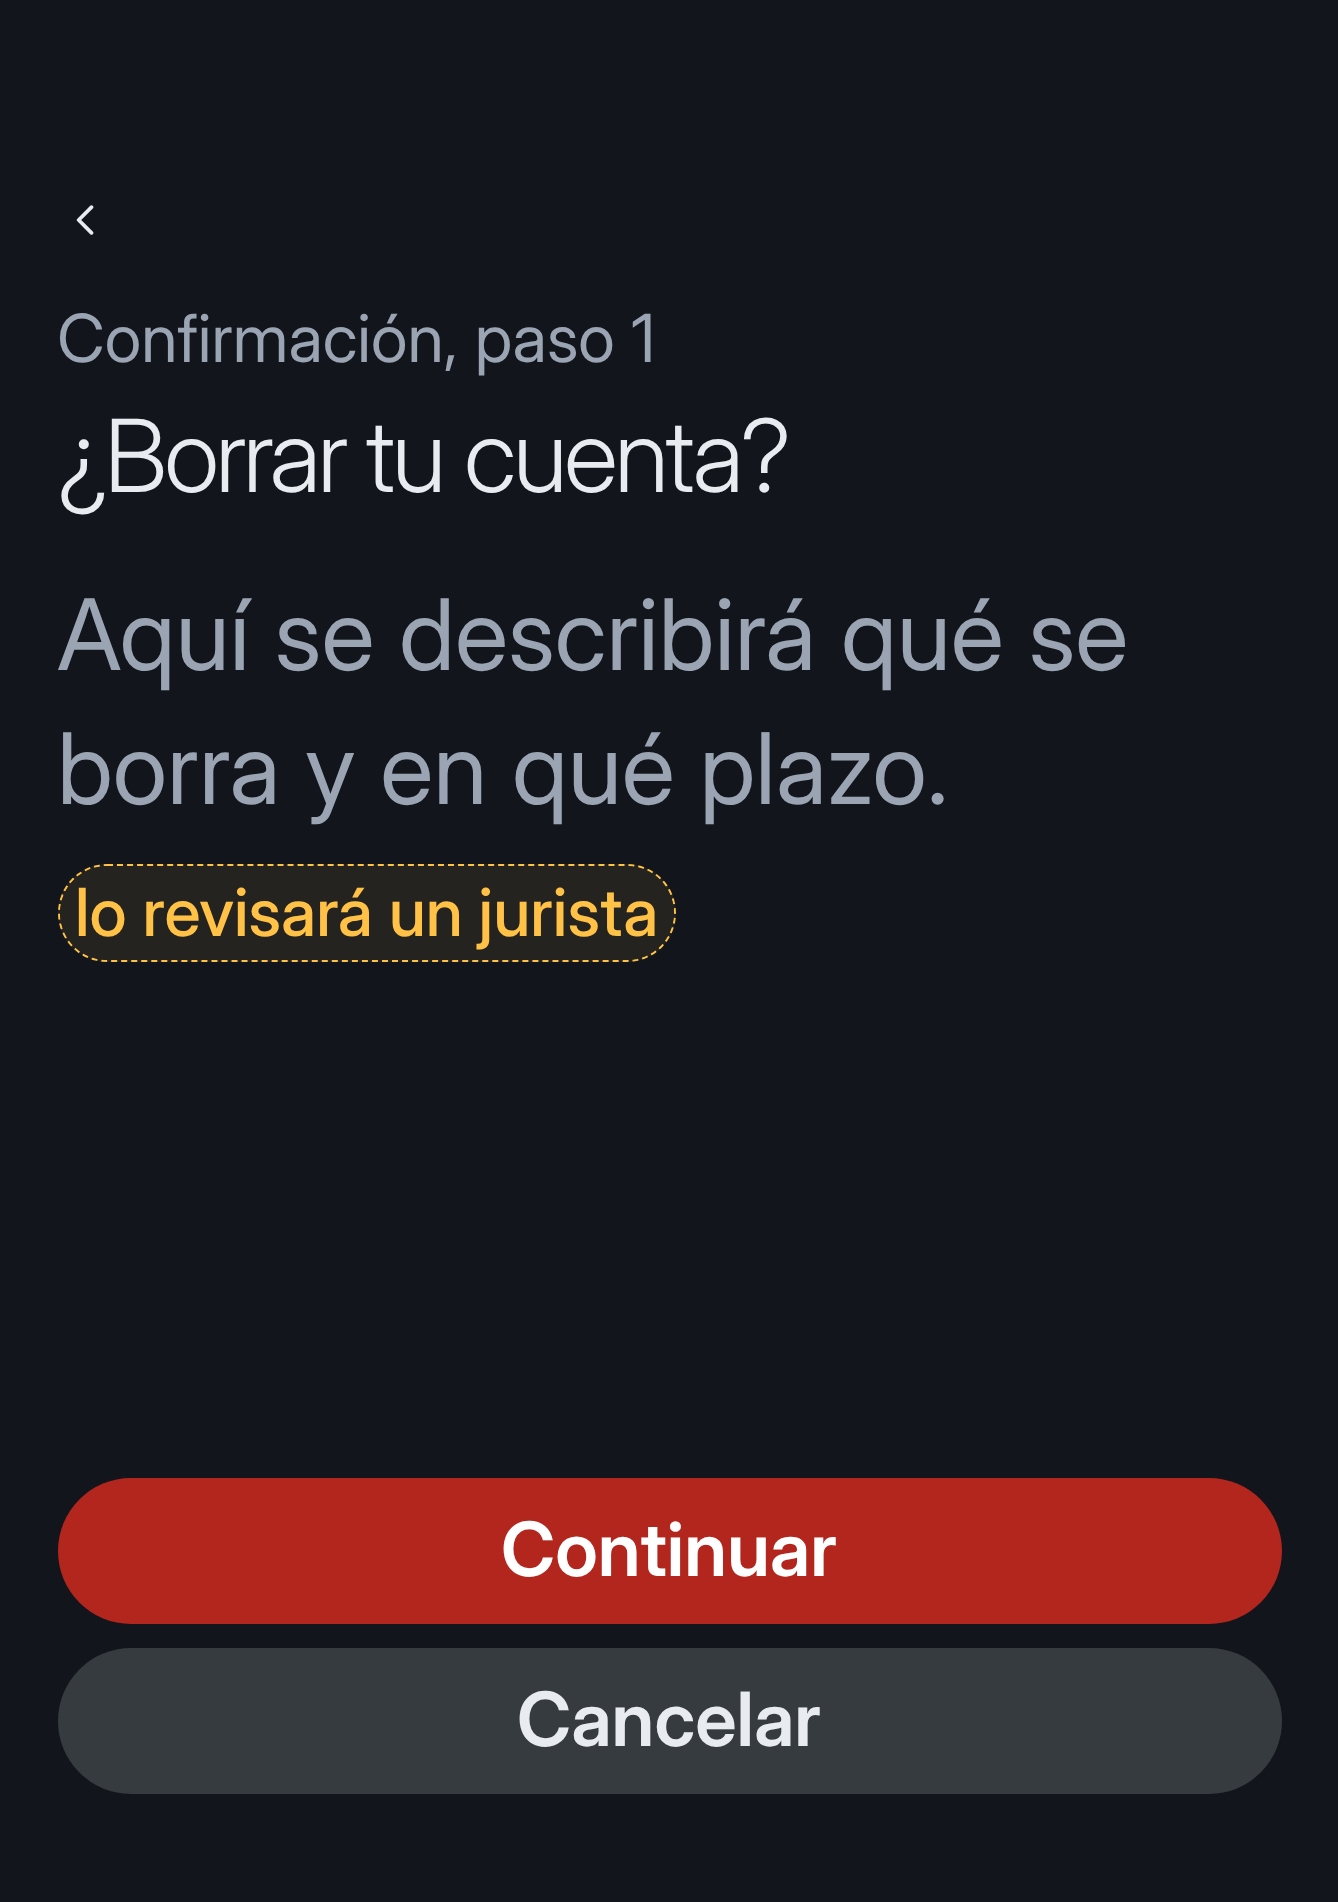 Confirmación, paso 1
¿Borrar tu cuenta?
Aquí se describirá qué se
borra y en qué plazo.
lo revisará un jurista
Continuar
Cancelar